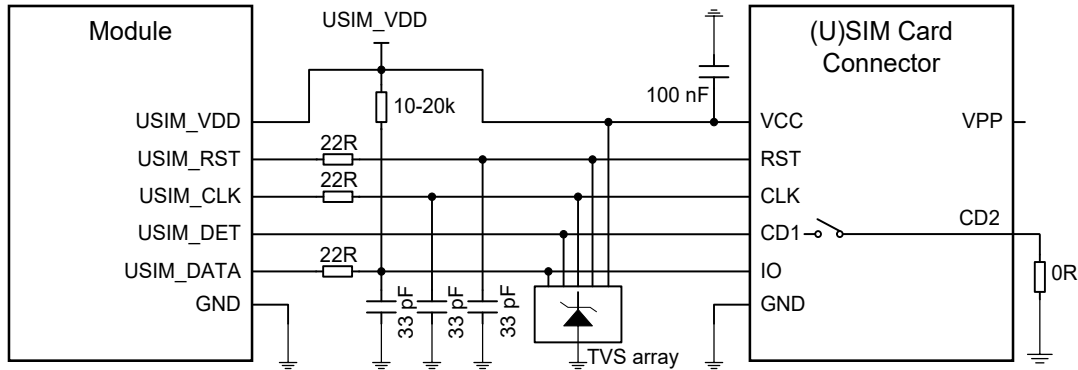 Module
USIM_VDD
(U)SIM Card
Connector
10-20k
100 nF
USIM_VDD
VCC
VPP
22R
USIM_RST
RST
22R
USIM_CLK
CLK
USIM_DET
CD1
CD2
22R
USIM_DATA
IO
0R
GND
33 pF
33 pF
33 pF
GND
TVS array